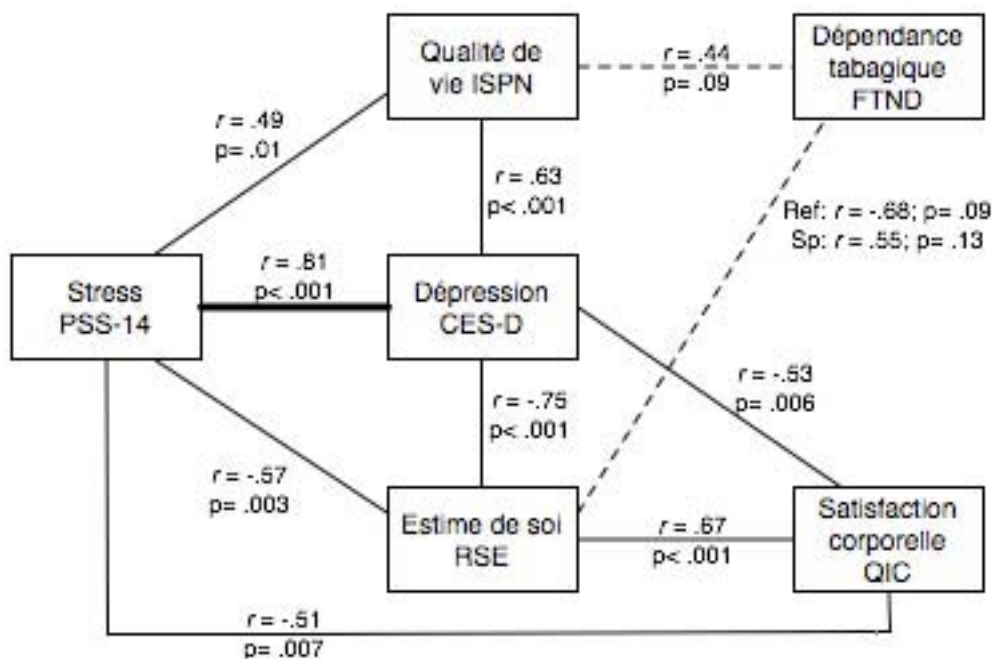 Qualité de
vie ISPN
r = .44
p= .09
Dépendance
tabagique
FTND
r = .49
p= .01
r = .63
p< .001
Ref: r = -.68; p= .09
Sp: r = .55; p= .13
Stress
PSS-14
r = .81
p< .001
Dépression
CES-D
r = -.75
p< .001
r = -.53
p= .006
r = -.57
p= .003
Estime de soi
RSE
r = .67
p< .001
Satisfaction
corporelle
QIC
r = -.51
p= .007